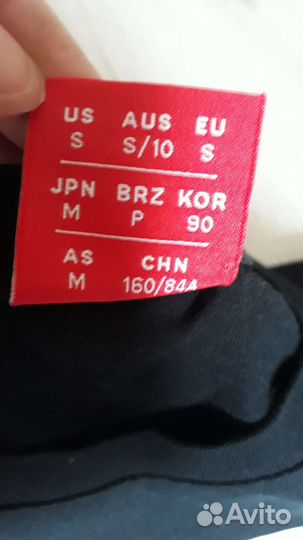 US AUS EU
S S/10 S
JPN BRZ KOR
M P 90
AS CHN
M 160/84A
Avito